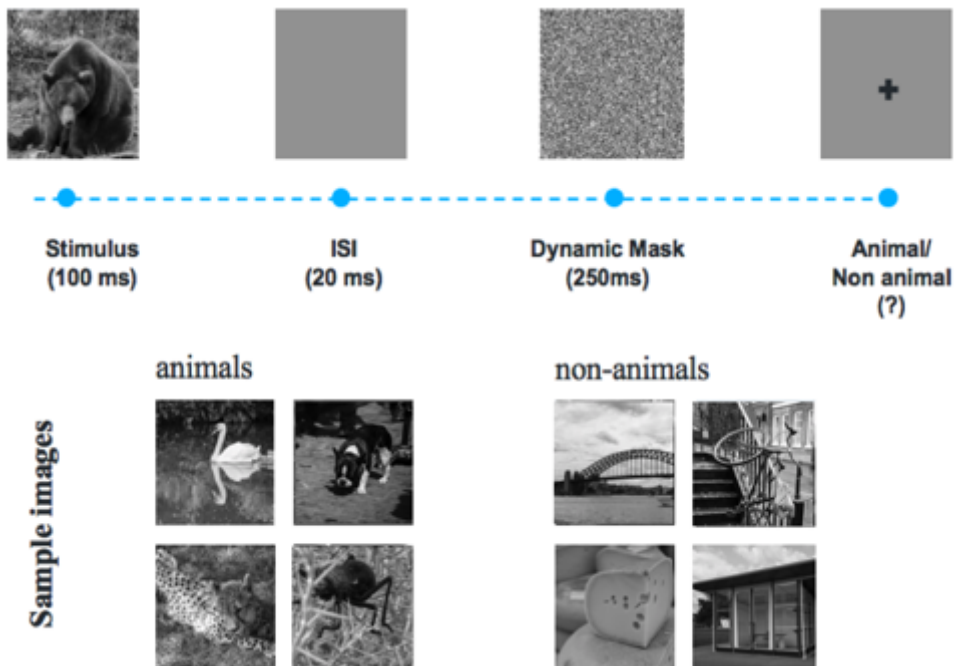 Stimulus
(100 ms)
ISI
(20 ms)
Dynamic Mask
(250ms)
Animal/
Non animal
(?)
animals
non-animals
Sample images